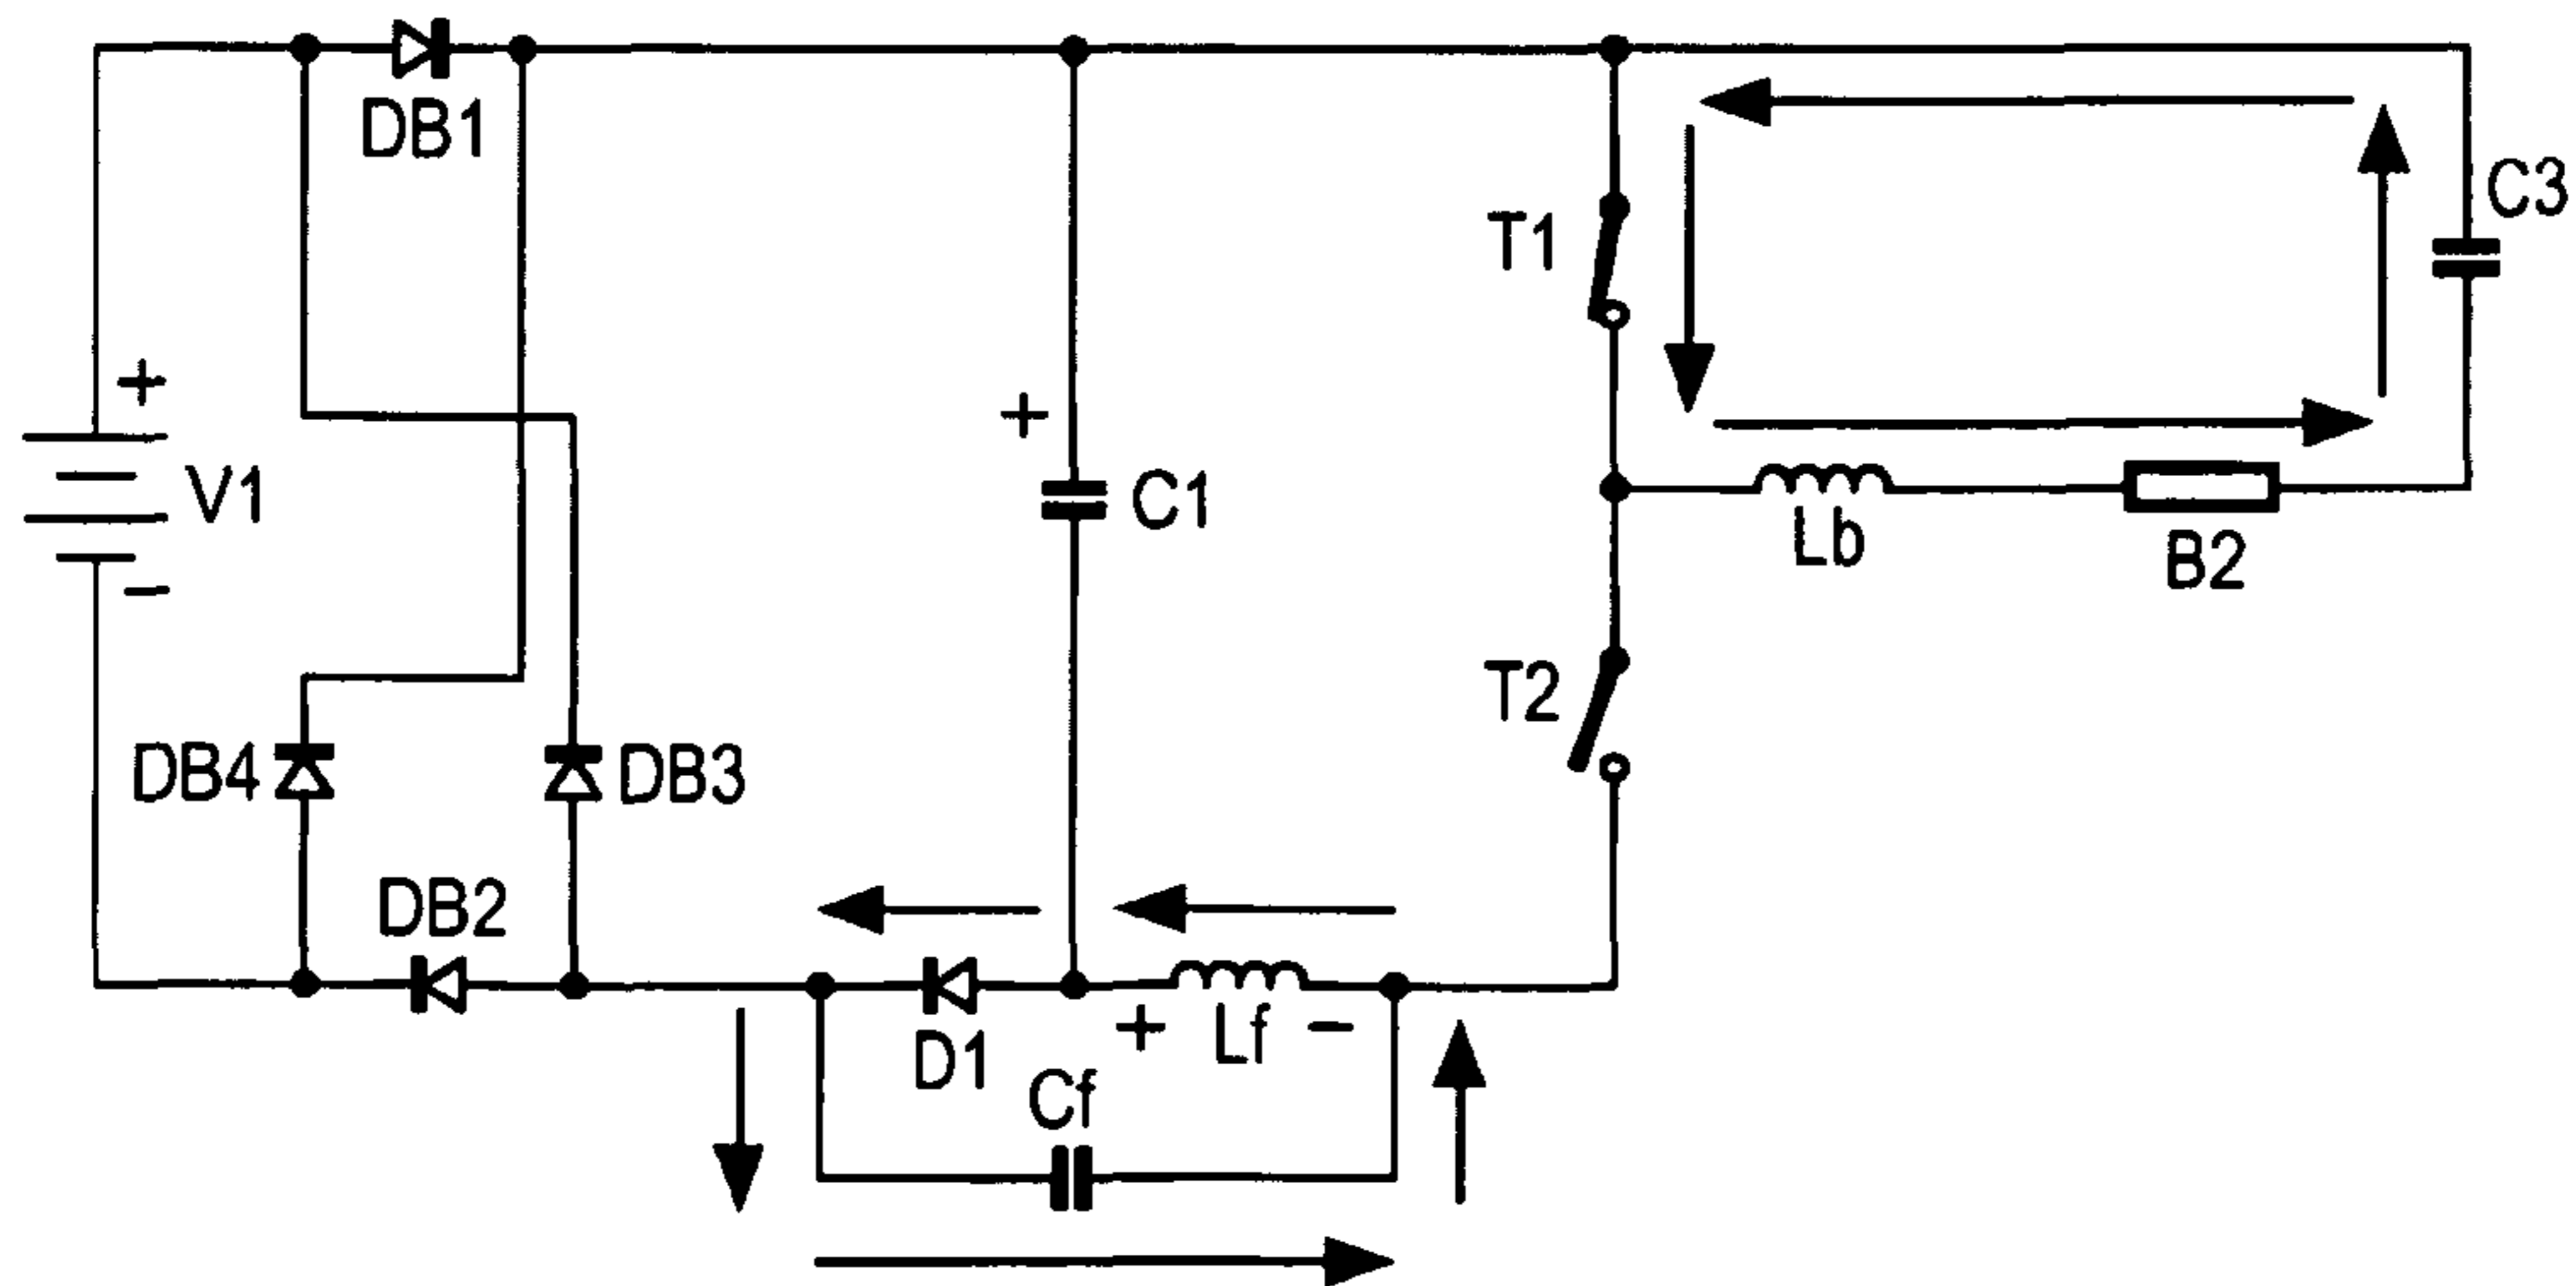 DB1
C3
T1
+
V1
+
C1
Lb
B2
−
T2
DB4
DB3
DB2
D1
+
Lf
−
Cf